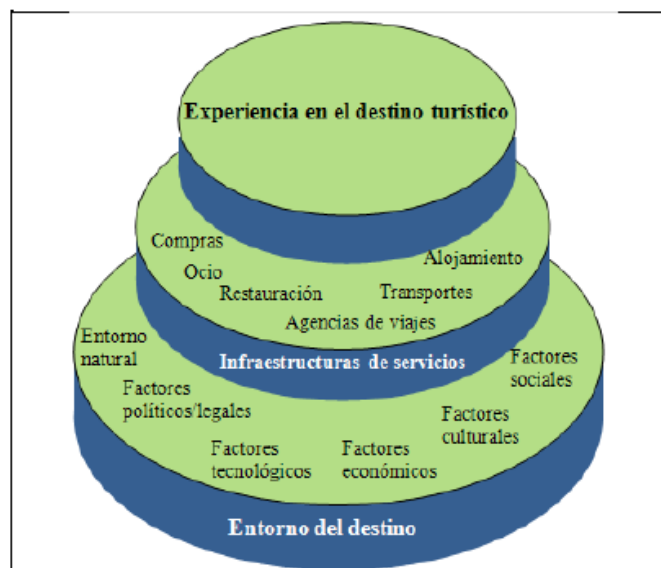 Experiencia en el destino turístico
Compras
Alojamiento
Ocio
Restauración
Transportes
Agencias de viajes
Infraestructuras de servicios
Entorno
natural
Factores
sociales
Factores
políticos/legales
Factores
culturales
Factores
tecnológicos
Factores
económicos
Entorno del destino